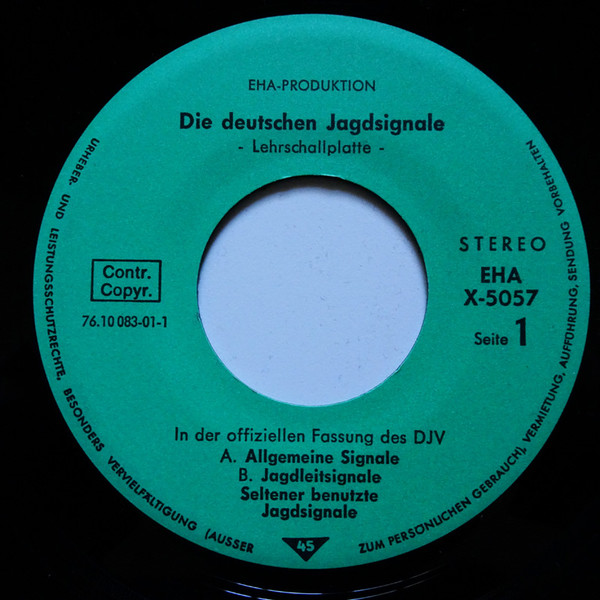 EHA-PRODUKTION
Die deutschen Jagdsignale
- Lehrschallplatte -
STEREO
EHA
X-5057
Seite 1
Contr.
Copyr.
76.10 083-01-1
In der offiziellen Fassung des DJV
A. Allgemeine Signale
B. Jagdleitsignale
Seltener benutzte
Jagdsignale
45
URHEBER- UND LEISTUNGSSCHUTZRECHTE, BESONDERS VERVIELFÄLTIGUNG (AUSSER ZUM PERSÖNLICHEN GEBRAUCH), VERMIETUNG, AUFFÜHRUNG, SENDUNG VORBEHALTEN